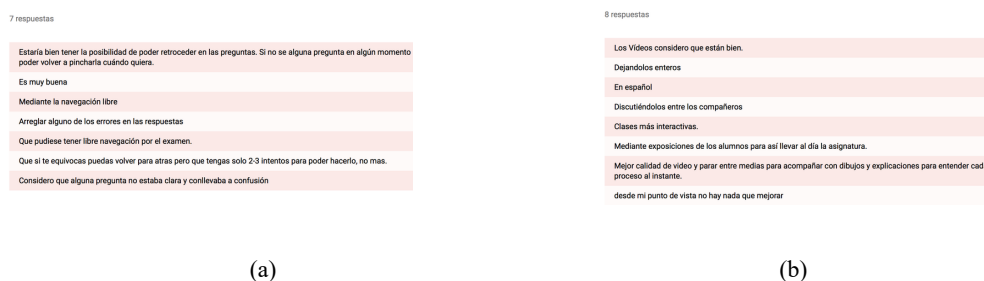 7 respuestas
Estaría bien tener la posibilidad de poder retroceder en las preguntas. Si no se alguna pregunta en algún momento
poder volver a pincharla cuándo quiera.
Es muy buena
Mediante la navegación libre
Arreglar alguno de los errores en las respuestas
Que pudiese tener libre navegación por el examen.
Que si te equivocas puedas volver para atras pero que tengas solo 2-3 intentos para poder hacerlo, no mas.
Considero que alguna pregunta no estaba clara y conllevaba a confusión
(a)
8 respuestas
Los Vídeos considero que están bien.
Dejandolos enteros
En español
Discutiéndolos entre los compañeros
Clases más interactivas.
Mediante exposiciones de los alumnos para así llevar al día la asignatura.
Mejor calidad de video y parar entre medias para acompañar con dibujos y explicaciones para entender cad
proceso al instante.
desde mi punto de vista no hay nada que mejorar
(b)